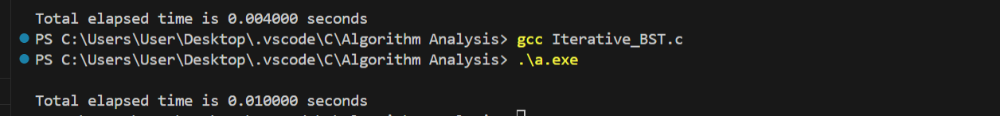 Total elapsed time is 0.004000 seconds
PS C:\Users\User\Desktop\.vscode\C\Algorithm Analysis> gcc Iterative_BST.c
PS C:\Users\User\Desktop\.vscode\C\Algorithm Analysis> .\a.exe
Total elapsed time is 0.010000 seconds